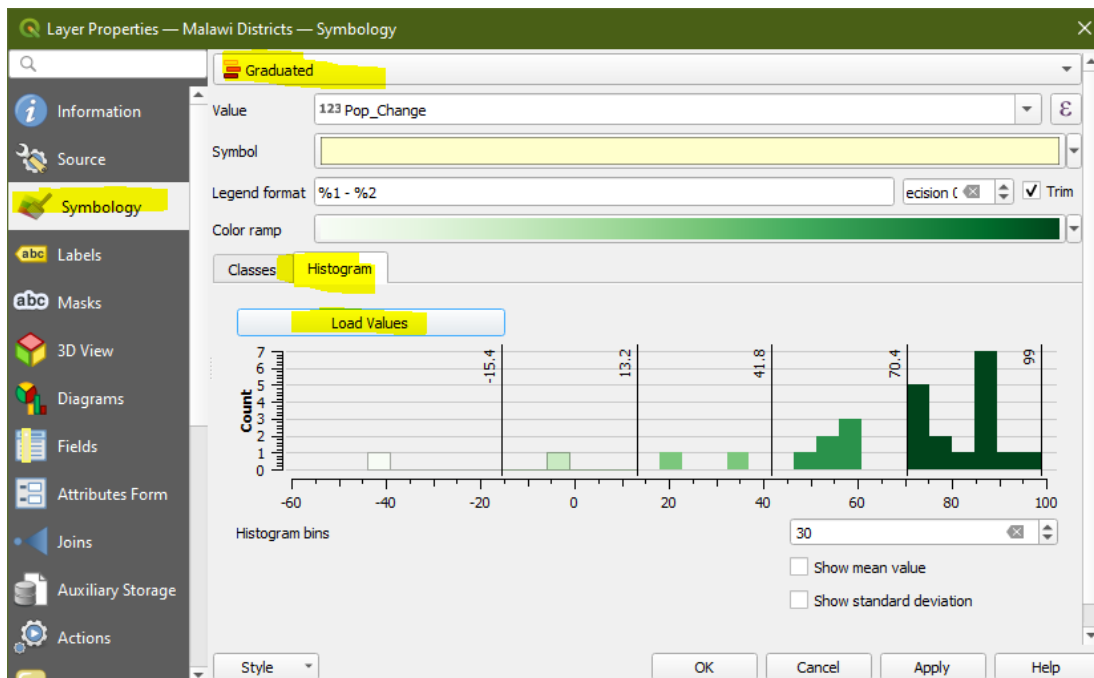 Layer Properties — Malawi Districts — Symbology
Information
Source
Symbology
abc Labels
abc Masks
3D View
Diagrams
Fields
Attributes Form
Joins
Auxiliary Storage
Actions
Graduated
Value 123 Pop_Change ε
Symbol
Legend format %1 - %2 ecision 0 Trim
Color ramp
Classes Histogram
Load Values
-15.4 13.2 41.8 70.4 99
Count
7
6
5
4
3
2
1
0
-60 -40 -20 0 20 40 60 80 100
Histogram bins 30
Show mean value
Show standard deviation
Style OK Cancel Apply Help